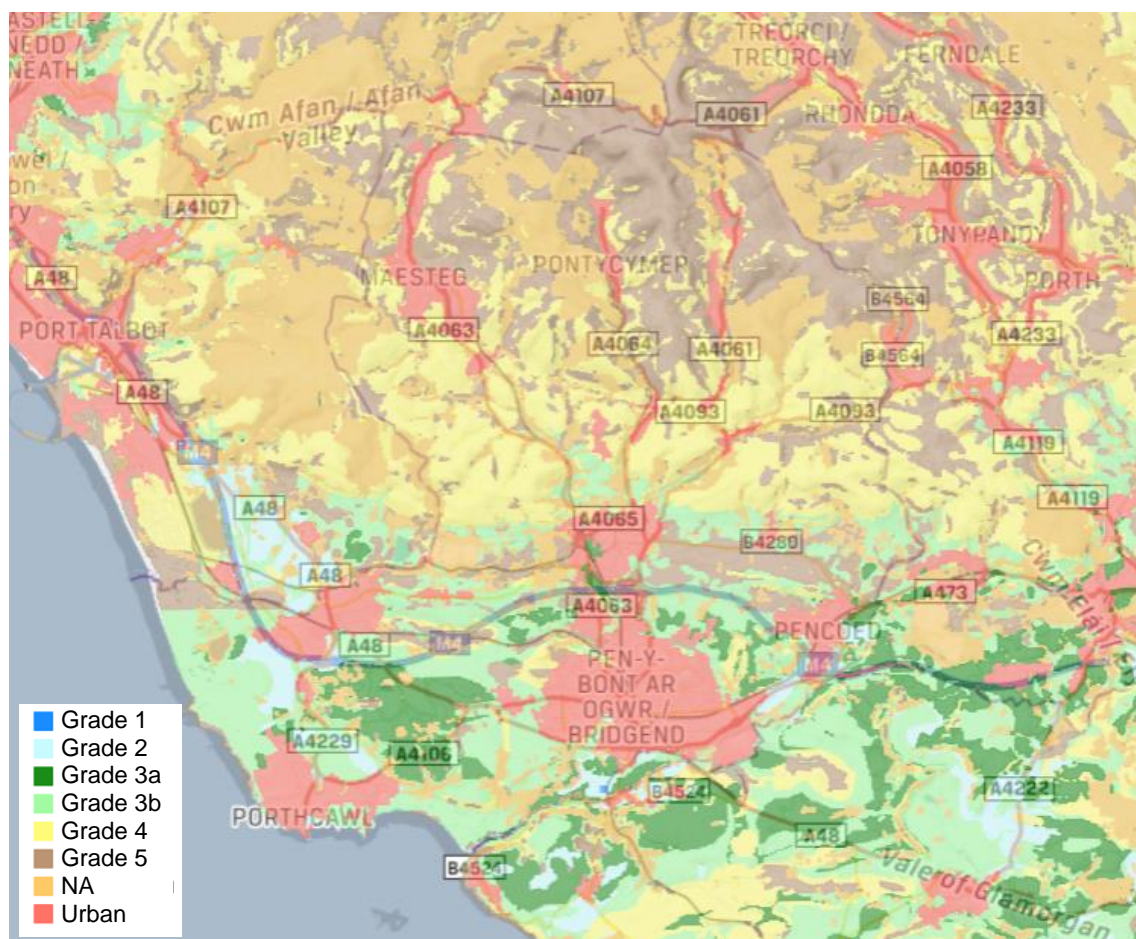 ASTELL-
NEDD /
NEATH
TREORCI /
TREORCHY
FERNDALE
A4107
A4061
A4233
Cwm Afan / Afan
Valley
RHONDDA
A4058
A4107
A48
MAESTEG
PONTYCYMER
TONYPANDY
PORTH
B4564
PORT TALBOT
A4063
A4064
A4061
A4233
B4564
A48
A4093
A4093
A4119
M4
A48
A4065
A4119
B4280
A48
A4063
A473
Cwm Elai /
A48
M4
PENCOED
M4
PEN-Y-
BONT AR
OGWR /
BRIDGEND
A4229
A4106
B4524
A4222
PORTHCAWL
A48
B4524
Vale of Glamorgan
Grade 1
Grade 2
Grade 3a
Grade 3b
Grade 4
Grade 5
NA
Urban